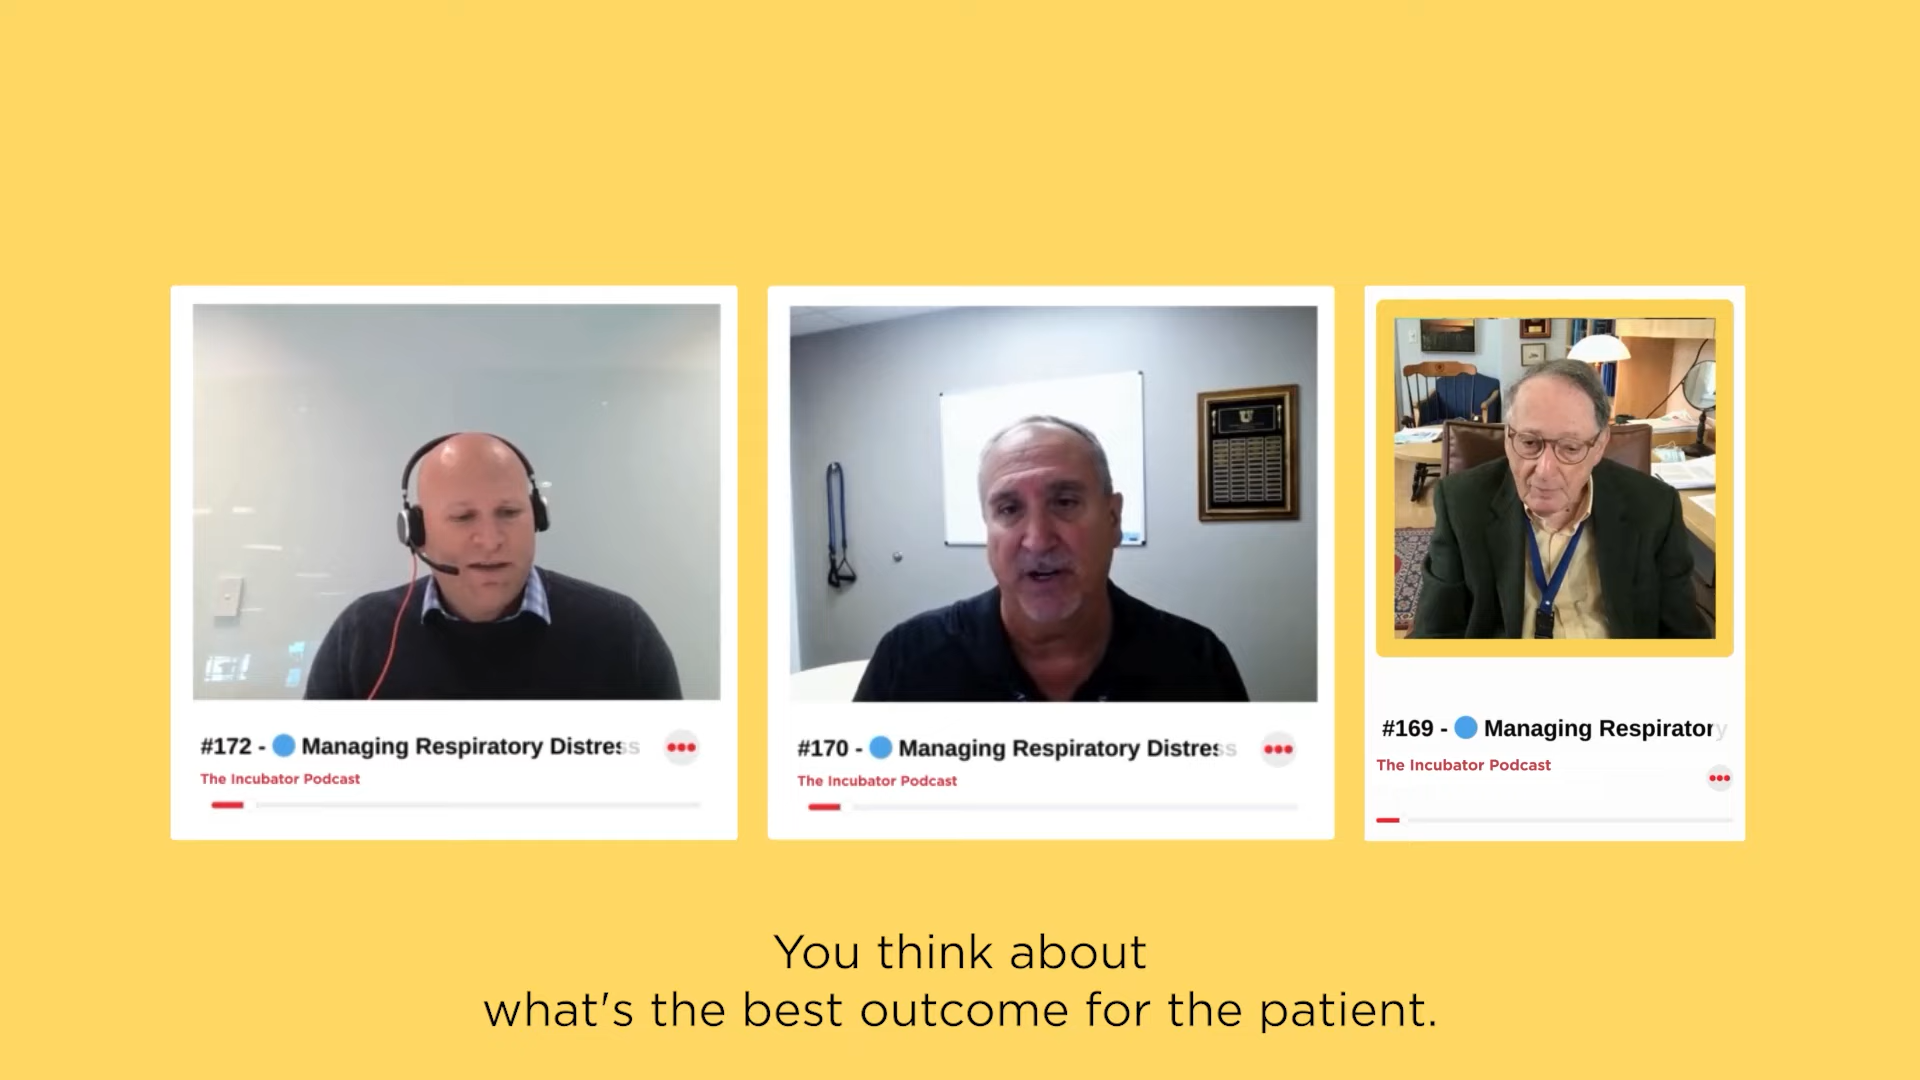 #172 - 🔵 Managing Respiratory Distress
The Incubator Podcast
#170 - 🔵 Managing Respiratory Distress
The Incubator Podcast
#169 - 🔵 Managing Respiratory
The Incubator Podcast
You think about
what's the best outcome for the patient.